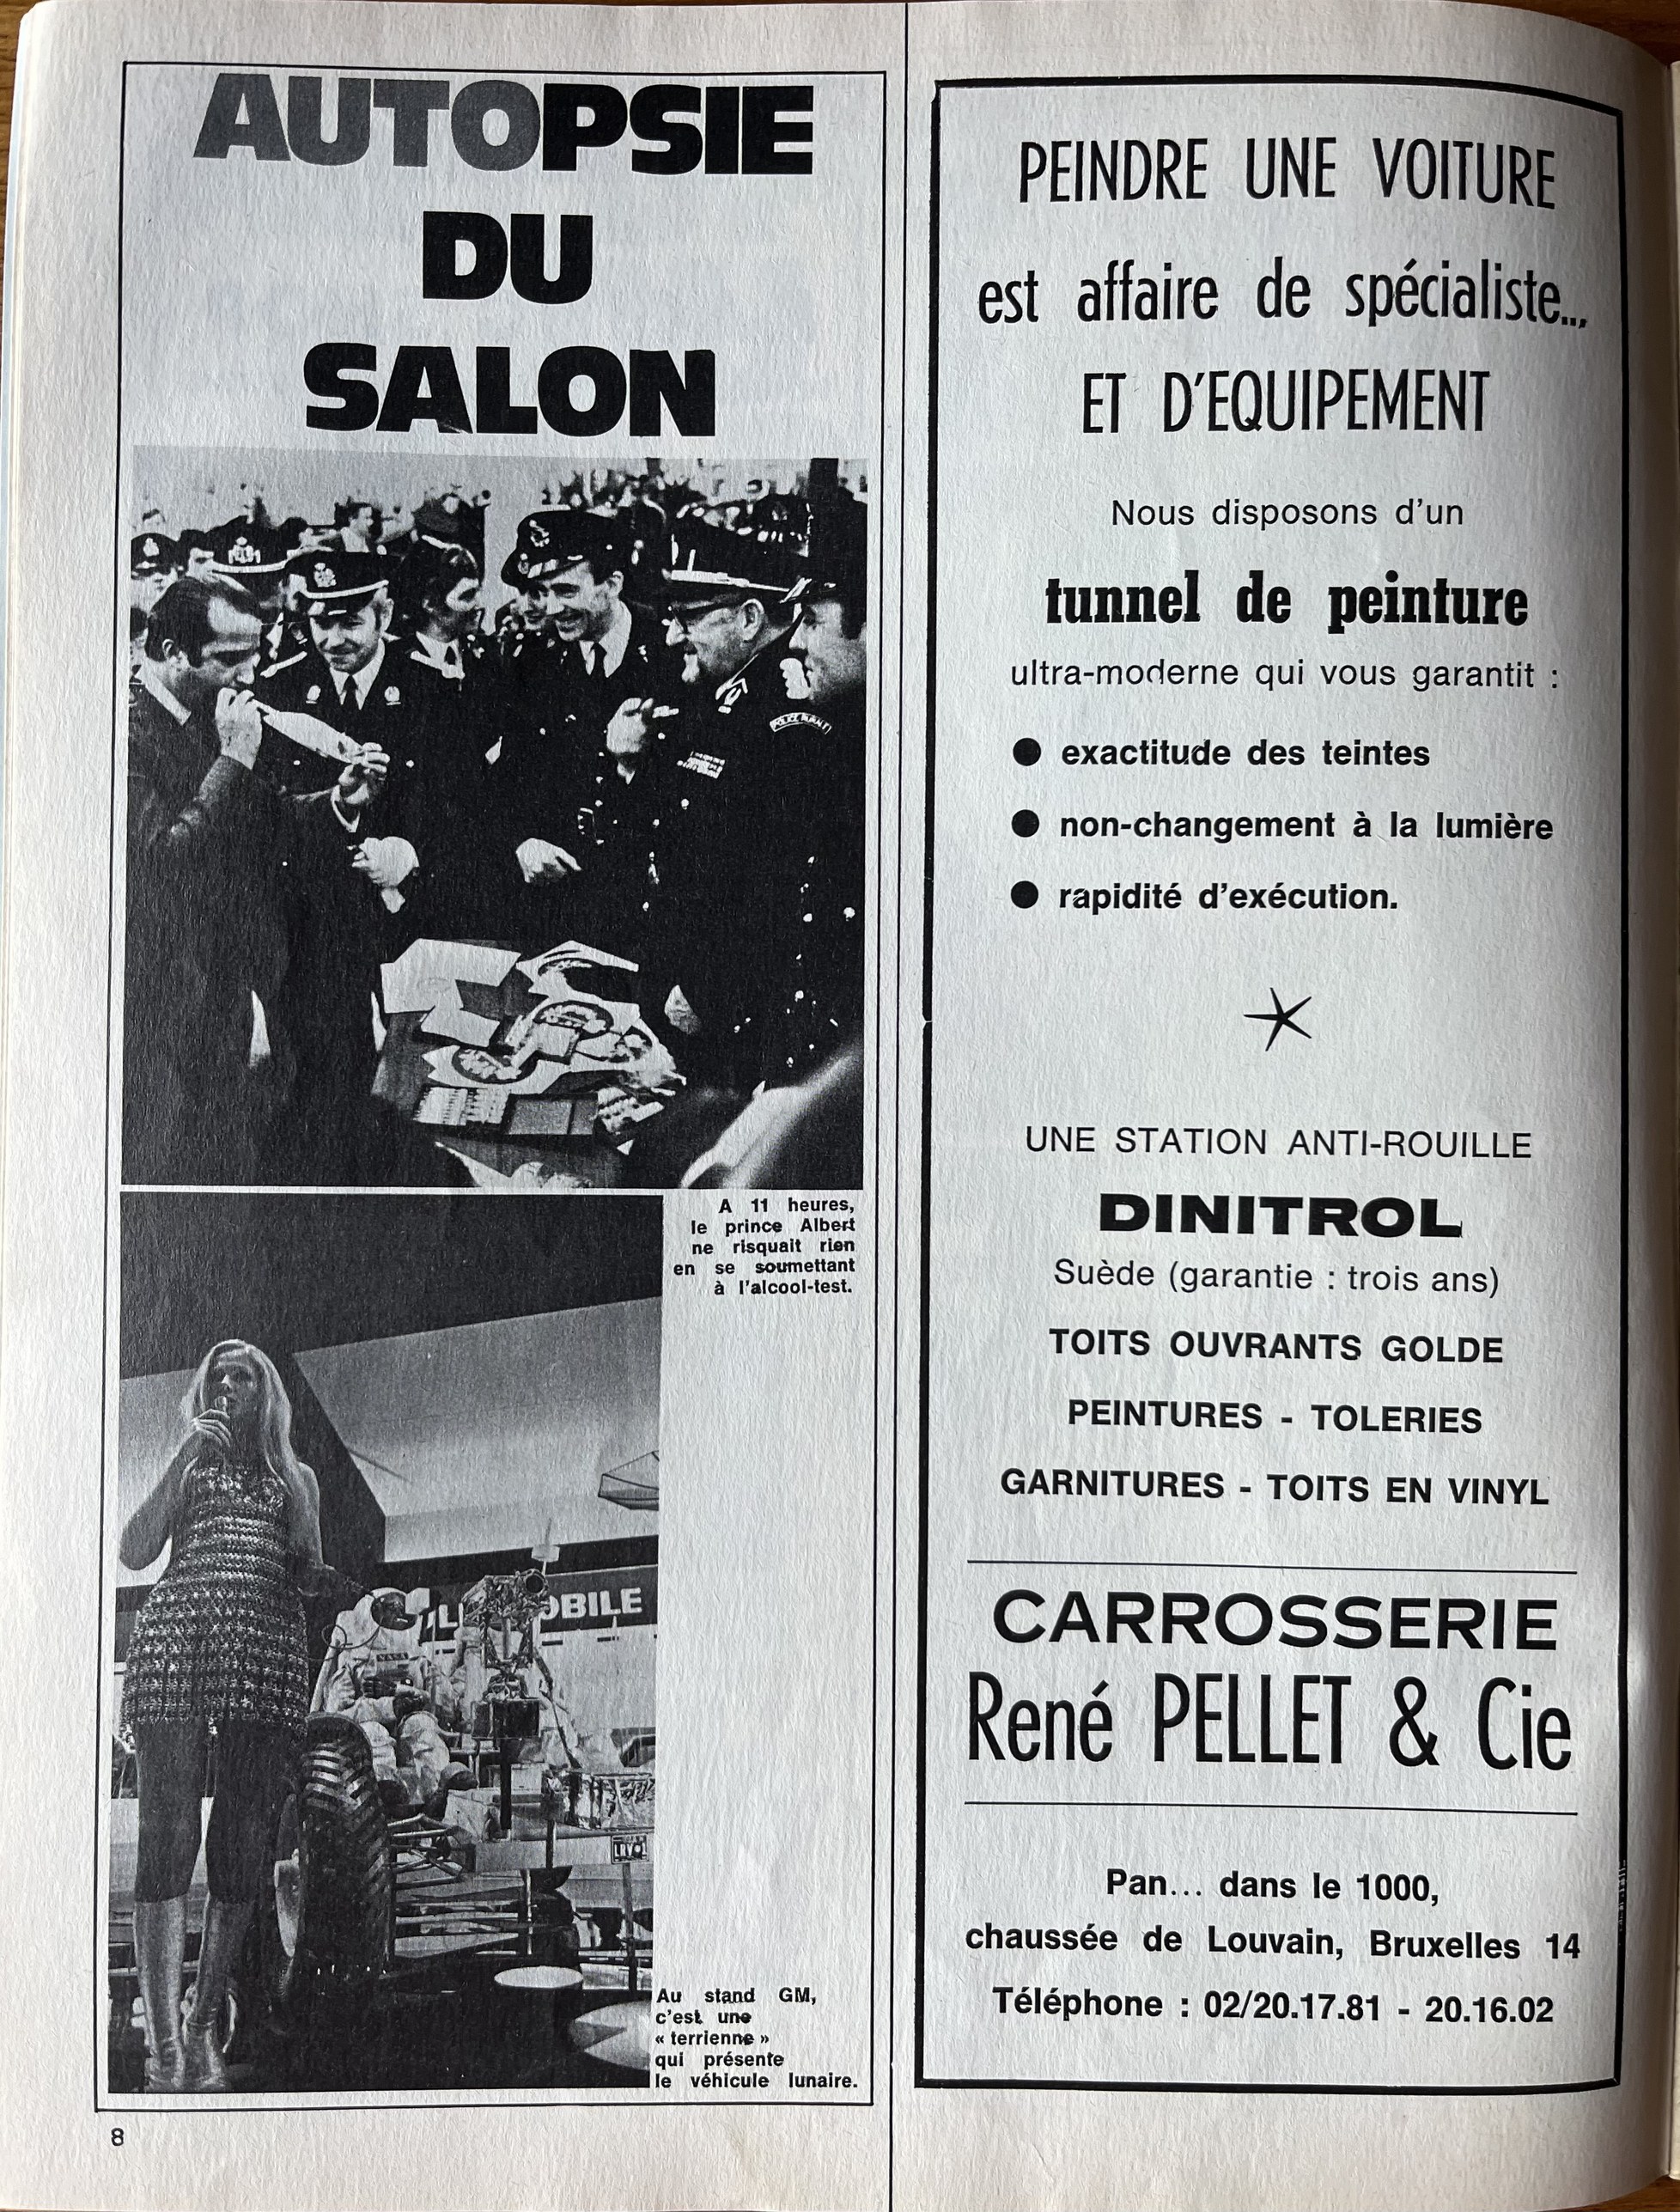 AUTOPSIE
DU
SALON
A 11 heures,
le prince Albert
ne risquait rien
en se soumettant
à l'alcool-test.
POLICE
NASA
OBILE
LRV-1
Au stand GM,
c'est une
« terrienne »
qui présente
le véhicule lunaire.
8
PEINDRE UNE VOITURE
est affaire de spécialiste...
ET D'EQUIPEMENT
Nous disposons d'un
tunnel de peinture
ultra-moderne qui vous garantit :
● exactitude des teintes
● non-changement à la lumière
● rapidité d'exécution.
UNE STATION ANTI-ROUILLE
DINITROL
Suède (garantie : trois ans)
TOITS OUVRANTS GOLDE
PEINTURES - TOLERIES
GARNITURES - TOITS EN VINYL
CARROSSERIE
René PELLET & Cie
Pan... dans le 1000,
chaussée de Louvain, Bruxelles 14
Téléphone : 02/20.17.81 - 20.16.02